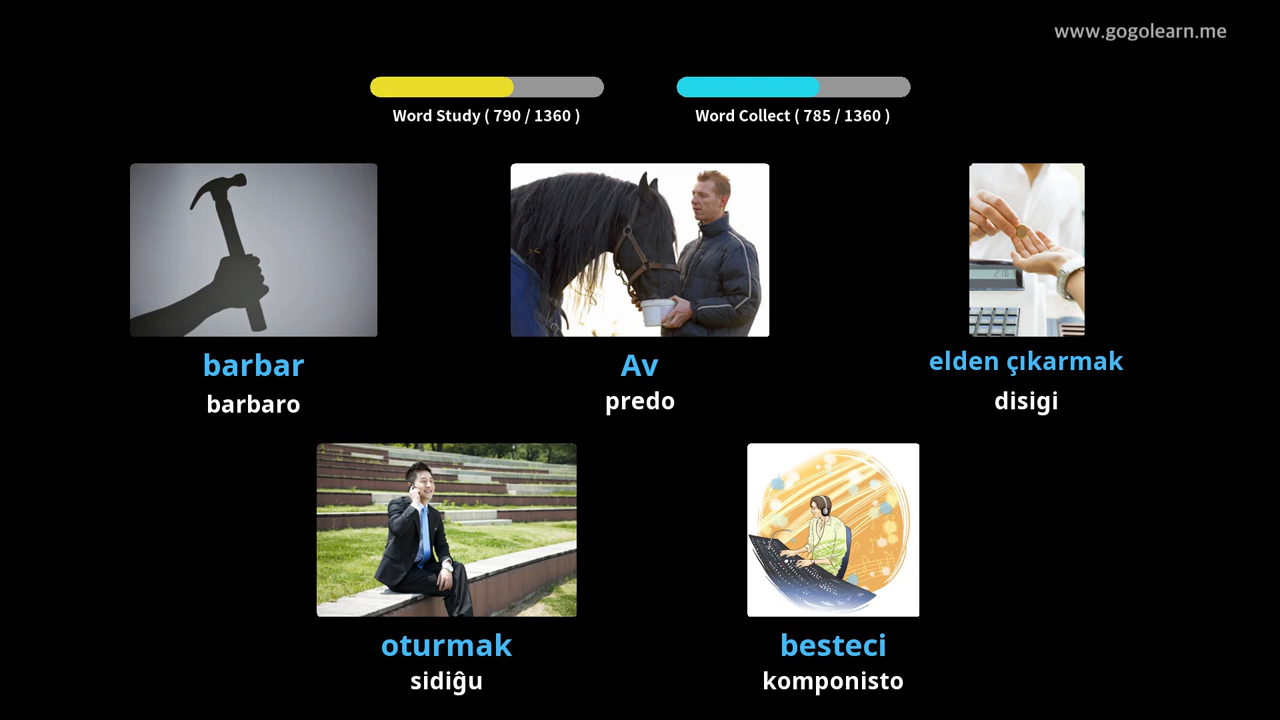 www.gogolearn.me
Word Study ( 790 / 1360 )
Word Collect ( 785 / 1360 )
barbar
barbaro
Av
predo
elden çıkarmak
disigi
oturmak
sidiĝu
besteci
komponisto